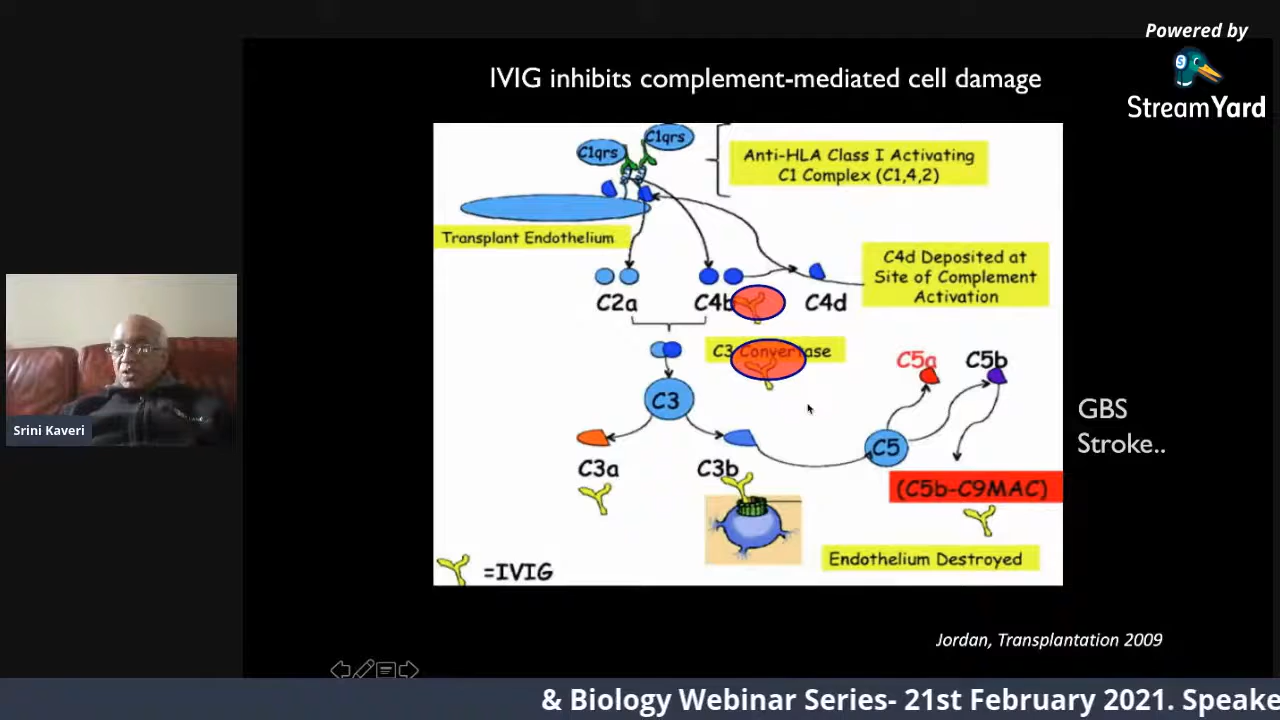 Powered by
StreamYard
IVIG inhibits complement-mediated cell damage
C1qrs
C1qrs
Anti-HLA Class I Activating
C1 Complex (C1,4,2)
Transplant Endothelium
C4d Deposited at
Site of Complement
Activation
C2a
C4b
C4d
C3 Convertase
C5a
C5b
C3
GBS
Stroke..
C5
C3a
C3b
(C5b-C9MAC)
Endothelium Destroyed
=IVIG
Srini Kaveri
Jordan, Transplantation 2009
& Biology Webinar Series- 21st February 2021. Speake